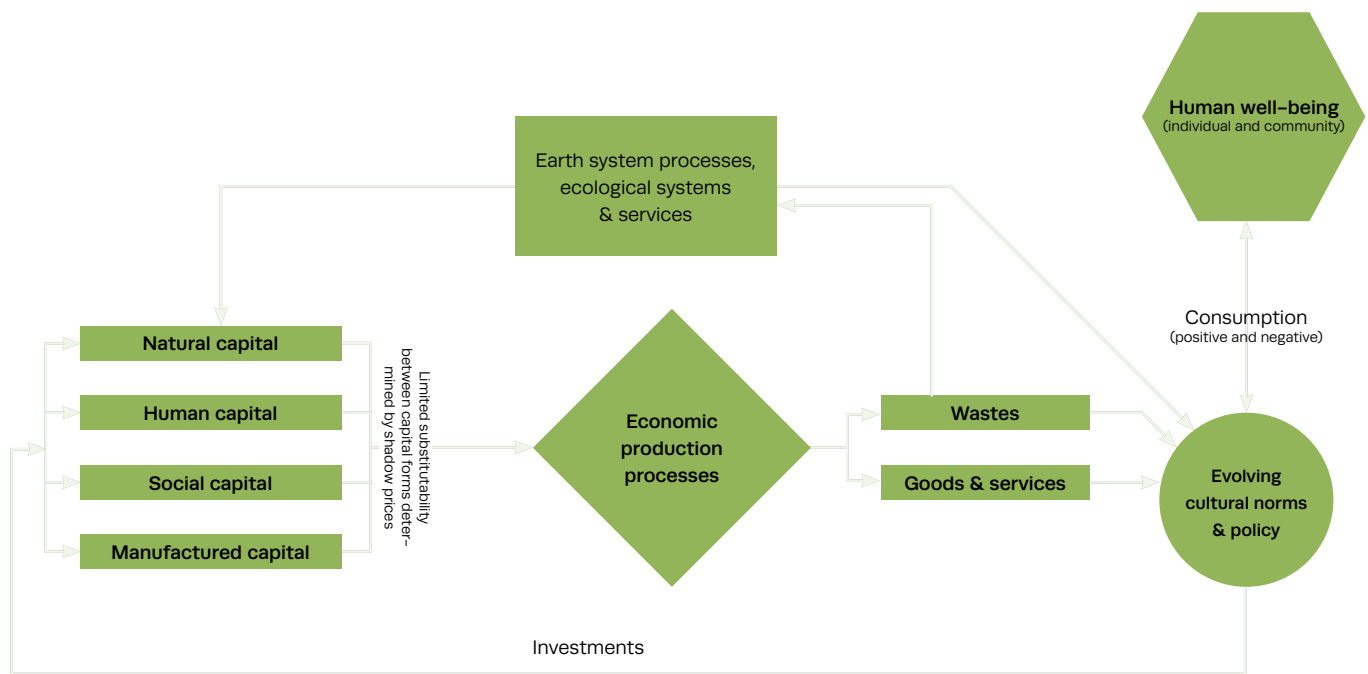 Human well-being
(individual and community)
Earth system processes,
ecological systems
& services
Consumption
(positive and negative)
Natural capital
Human capital
Social capital
Manufactured capital
Limited substitutability
between capital forms deter-
mined by shadow prices
Economic
production
processes
Wastes
Goods & services
Evolving
cultural norms
& policy
Investments